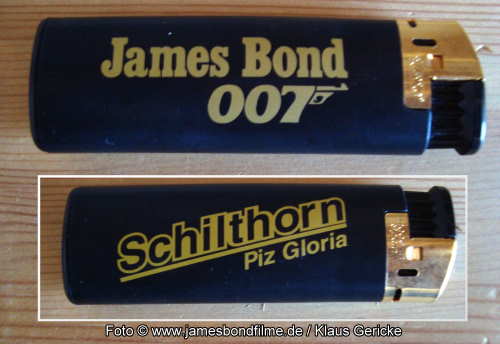 James Bond
007
Schilthorn
Piz Gloria
Foto © www.jamesbondfilme.de / Klaus Gericke